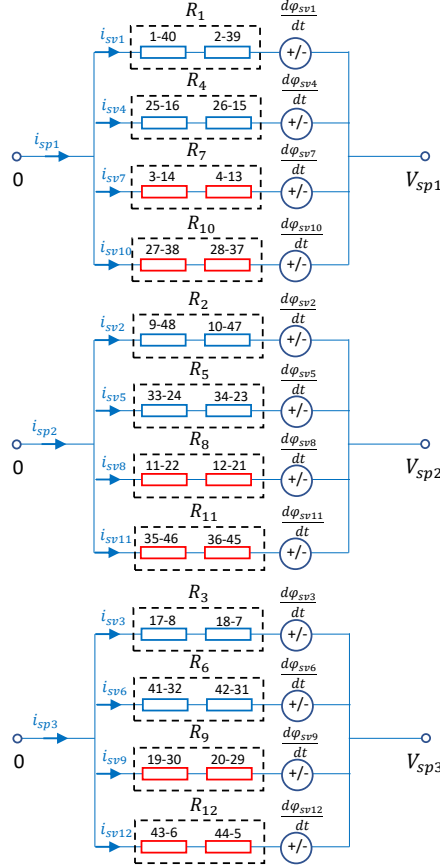 R₁
dφₛᵥ₁/dt
iₛᵥ₁ 1-40 2-39 +/-
R₄
dφₛᵥ₄/dt
iₛᵥ₄ 25-16 26-15 +/-
iₛₚ₁
0
R₇
dφₛᵥ₇/dt
iₛᵥ₇ 3-14 4-13 +/-
Vₛₚ₁
R₁₀
dφₛᵥ₁₀/dt
iₛᵥ₁₀ 27-38 28-37 +/-
R₂
dφₛᵥ₂/dt
iₛᵥ₂ 9-48 10-47 +/-
R₅
dφₛᵥ₅/dt
iₛᵥ₅ 33-24 34-23 +/-
iₛₚ₂
0
R₈
dφₛᵥ₈/dt
iₛᵥ₈ 11-22 12-21 +/-
Vₛₚ₂
R₁₁
dφₛᵥ₁₁/dt
iₛᵥ₁₁ 35-46 36-45 +/-
R₃
dφₛᵥ₃/dt
iₛᵥ₃ 17-8 18-7 +/-
R₆
dφₛᵥ₆/dt
iₛᵥ₆ 41-32 42-31 +/-
iₛₚ₃
0
R₉
dφₛᵥ₉/dt
iₛᵥ₉ 19-30 20-29 +/-
Vₛₚ₃
R₁₂
dφₛᵥ₁₂/dt
iₛᵥ₁₂ 43-6 44-5 +/-